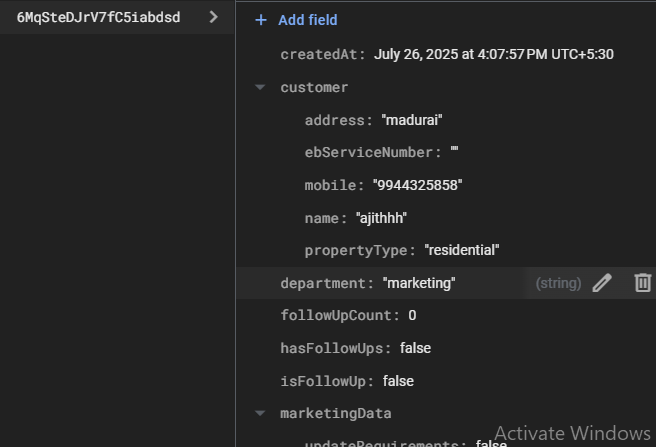 6MqSteDJrV7fC5iabdsd
+ Add field
createdAt: July 26, 2025 at 4:07:57 PM UTC+5:30
customer
address: "madurai"
ebServiceNumber: ""
mobile: "9944325858"
name: "ajithhh"
propertyType: "residential"
department: "marketing" (string)
followUpCount: 0
hasFollowUps: false
isFollowUp: false
marketingData
Activate Windows
updateRequirements: false